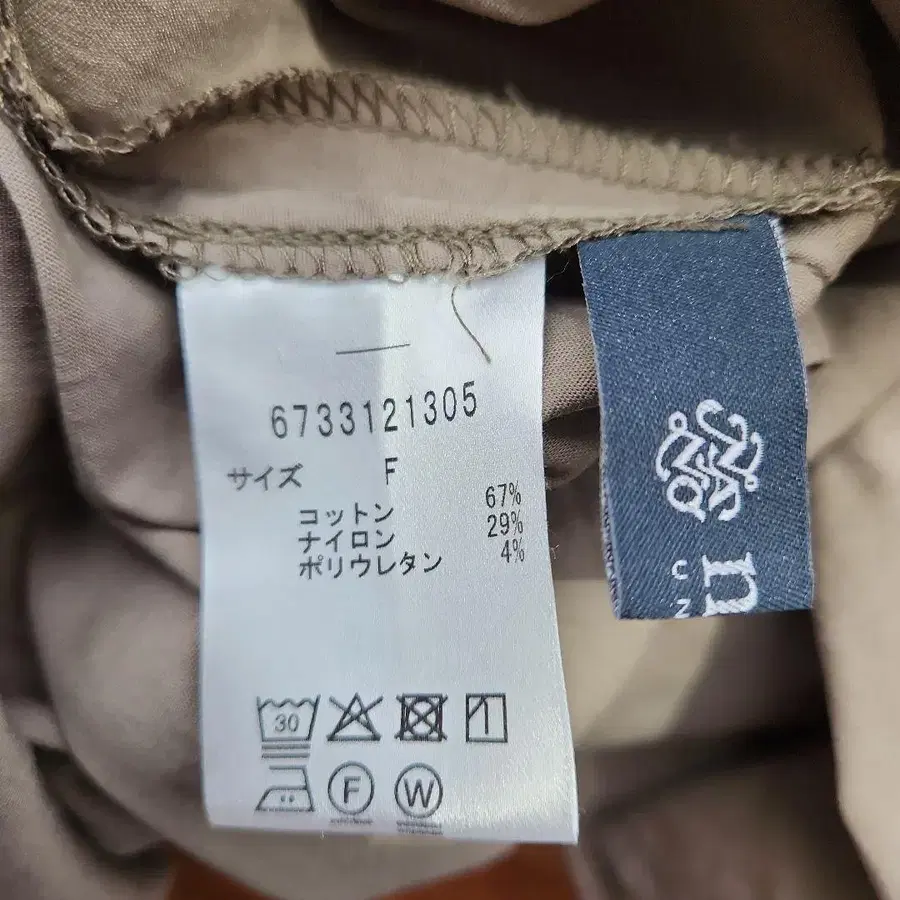 6733121305
サイズ F
コットン 67%
ナイロン 29%
ポリウレタン 4%
30
F
W
n
C
Z